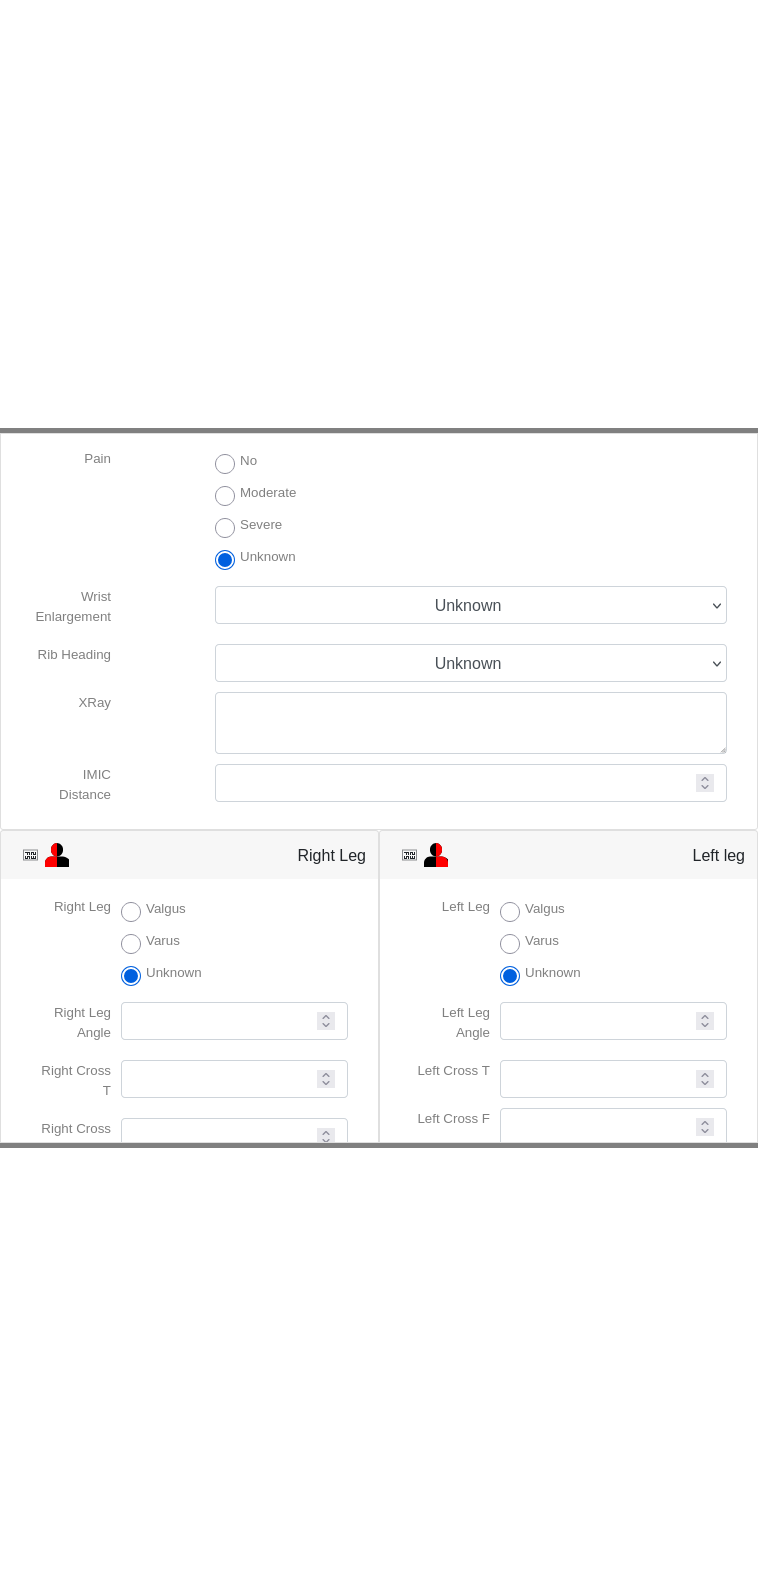 Pain
No
Moderate
Severe
Unknown
Wrist
Enlargement
Unknown
Rib Heading
Unknown
XRay
IMIC
Distance
Right Leg
Left leg
Right Leg
Valgus
Varus
Unknown
Right Leg
Angle
Right Cross
T
Right Cross
Left Leg
Valgus
Varus
Unknown
Left Leg
Angle
Left Cross T
Left Cross F